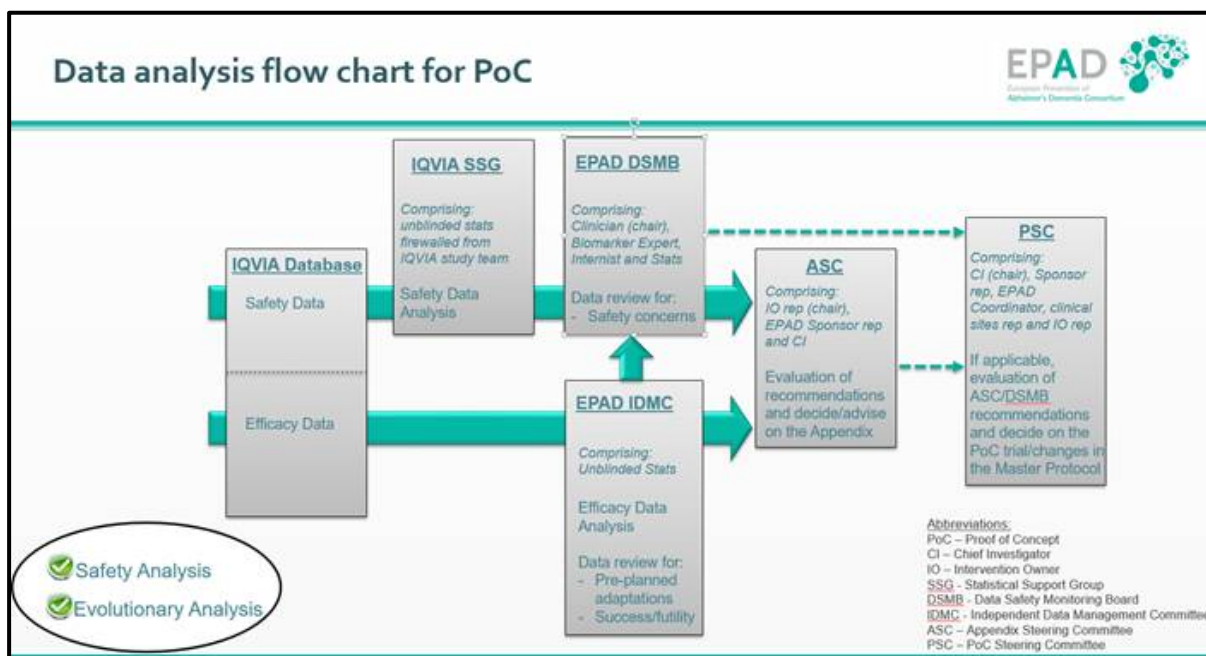 Data analysis flow chart for PoC
EPAD
European Prevention of
Alzheimer's Dementia Consortium
IQVIA Database
Safety Data
Efficacy Data
IQVIA SSG
Comprising:
unblinded stats
firewalled from
IQVIA study team
Safety Data
Analysis
EPAD DSMB
Comprising:
Clinician (chair),
Biomarker Expert,
Internist and Stats
Data review for:
- Safety concerns
EPAD IDMC
Comprising:
Unblinded Stats
Efficacy Data
Analysis
Data review for:
- Pre-planned
adaptations
- Success/futility
ASC
Comprising:
IO rep (chair),
EPAD Sponsor rep
and CI
Evaluation of
recommendations
and decide/advise
on the Appendix
PSC
Comprising:
CI (chair), Sponsor
rep, EPAD
Coordinator, clinical
sites rep and IO rep
If applicable,
evaluation of
ASC/DSMB
recommendations
and decide on the
PoC trial/changes in
the Master Protocol
Safety Analysis
Evolutionary Analysis
Abbreviations:
PoC – Proof of Concept
CI – Chief Investigator
IO – Intervention Owner
SSG - Statistical Support Group
DSMB - Data Safety Monitoring Board
IDMC - Independent Data Management Committee
ASC – Appendix Steering Committee
PSC – PoC Steering Committee